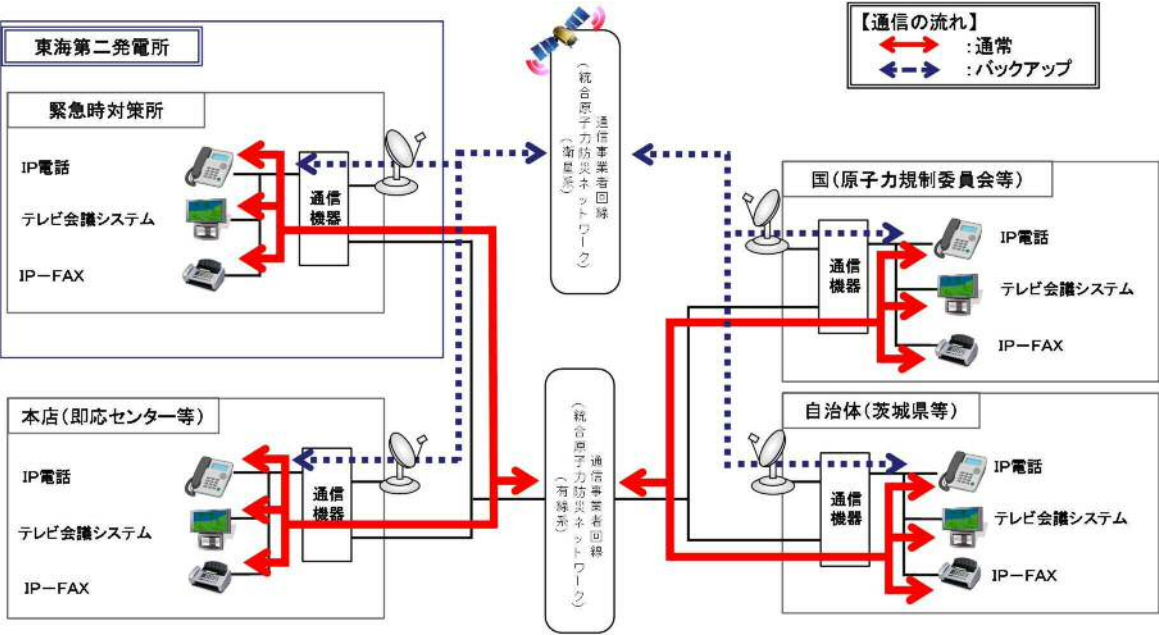 東海第二発電所
緊急時対策所
IP電話
テレビ会議システム
IP－FAX
通信
機器
本店(即応センター等)
IP電話
テレビ会議システム
IP－FAX
通信
機器
通信事業者回線
(統合原子力防災ネットワーク)
(衛星系)
通信事業者回線
(統合原子力防災ネットワーク)
(有線系)
【通信の流れ】
：通常
：バックアップ
国(原子力規制委員会等)
通信
機器
IP電話
テレビ会議システム
IP－FAX
自治体(茨城県等)
通信
機器
IP電話
テレビ会議システム
IP－FAX